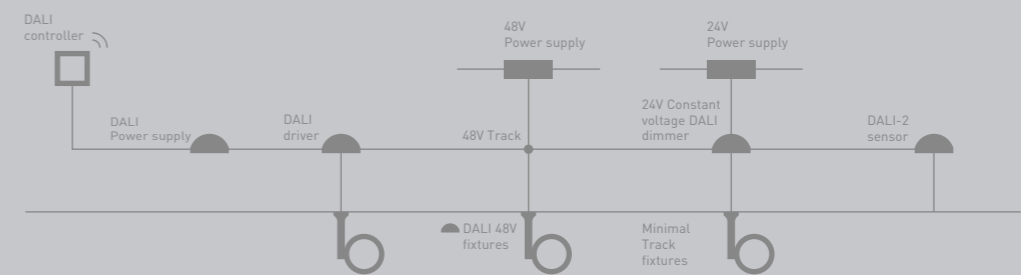 DALI
controller
48V
Power supply
24V
Power supply
DALI
Power supply
DALI
driver
48V Track
24V Constant
voltage DALI
dimmer
DALI-2
sensor
DALI 48V
fixtures
Minimal
Track
fixtures